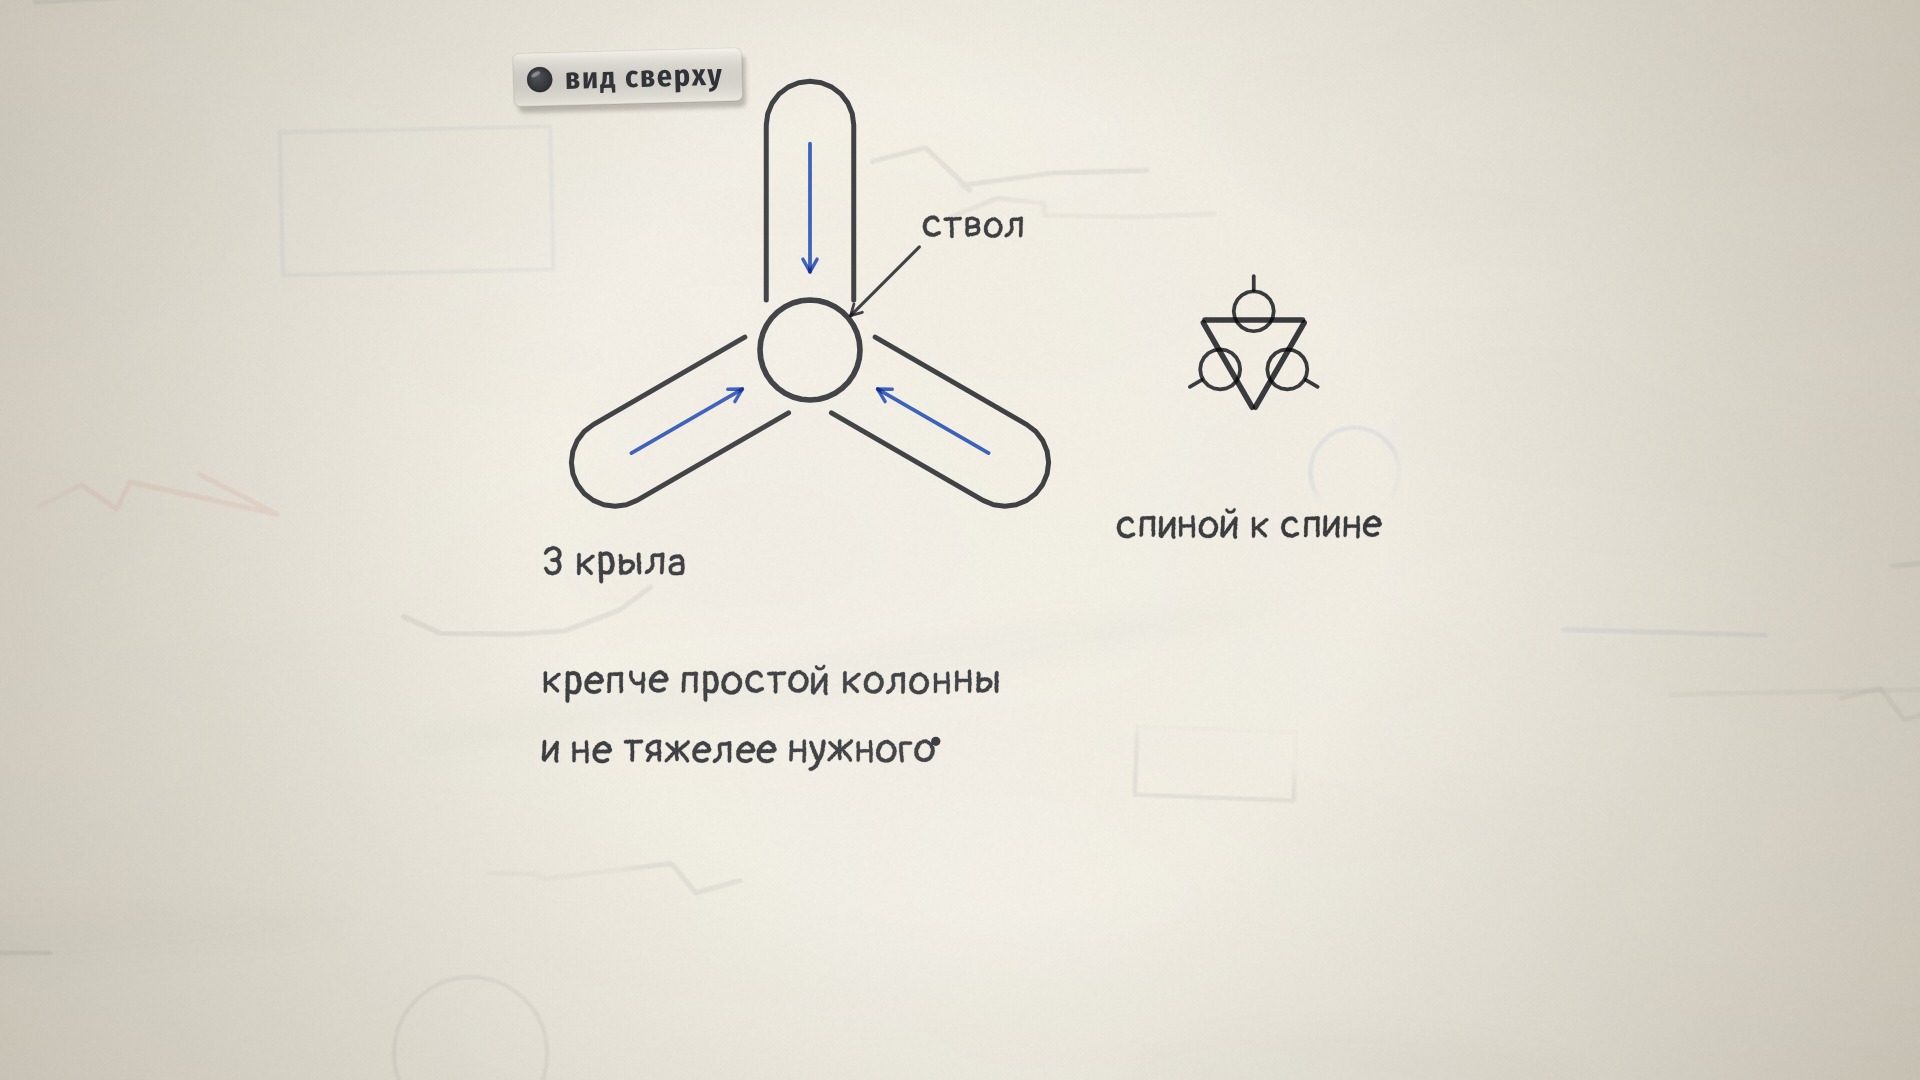 вид сверху
ствол
спиной к спине
3 крыла
крепче простой колонны
и не тяжелее нужного